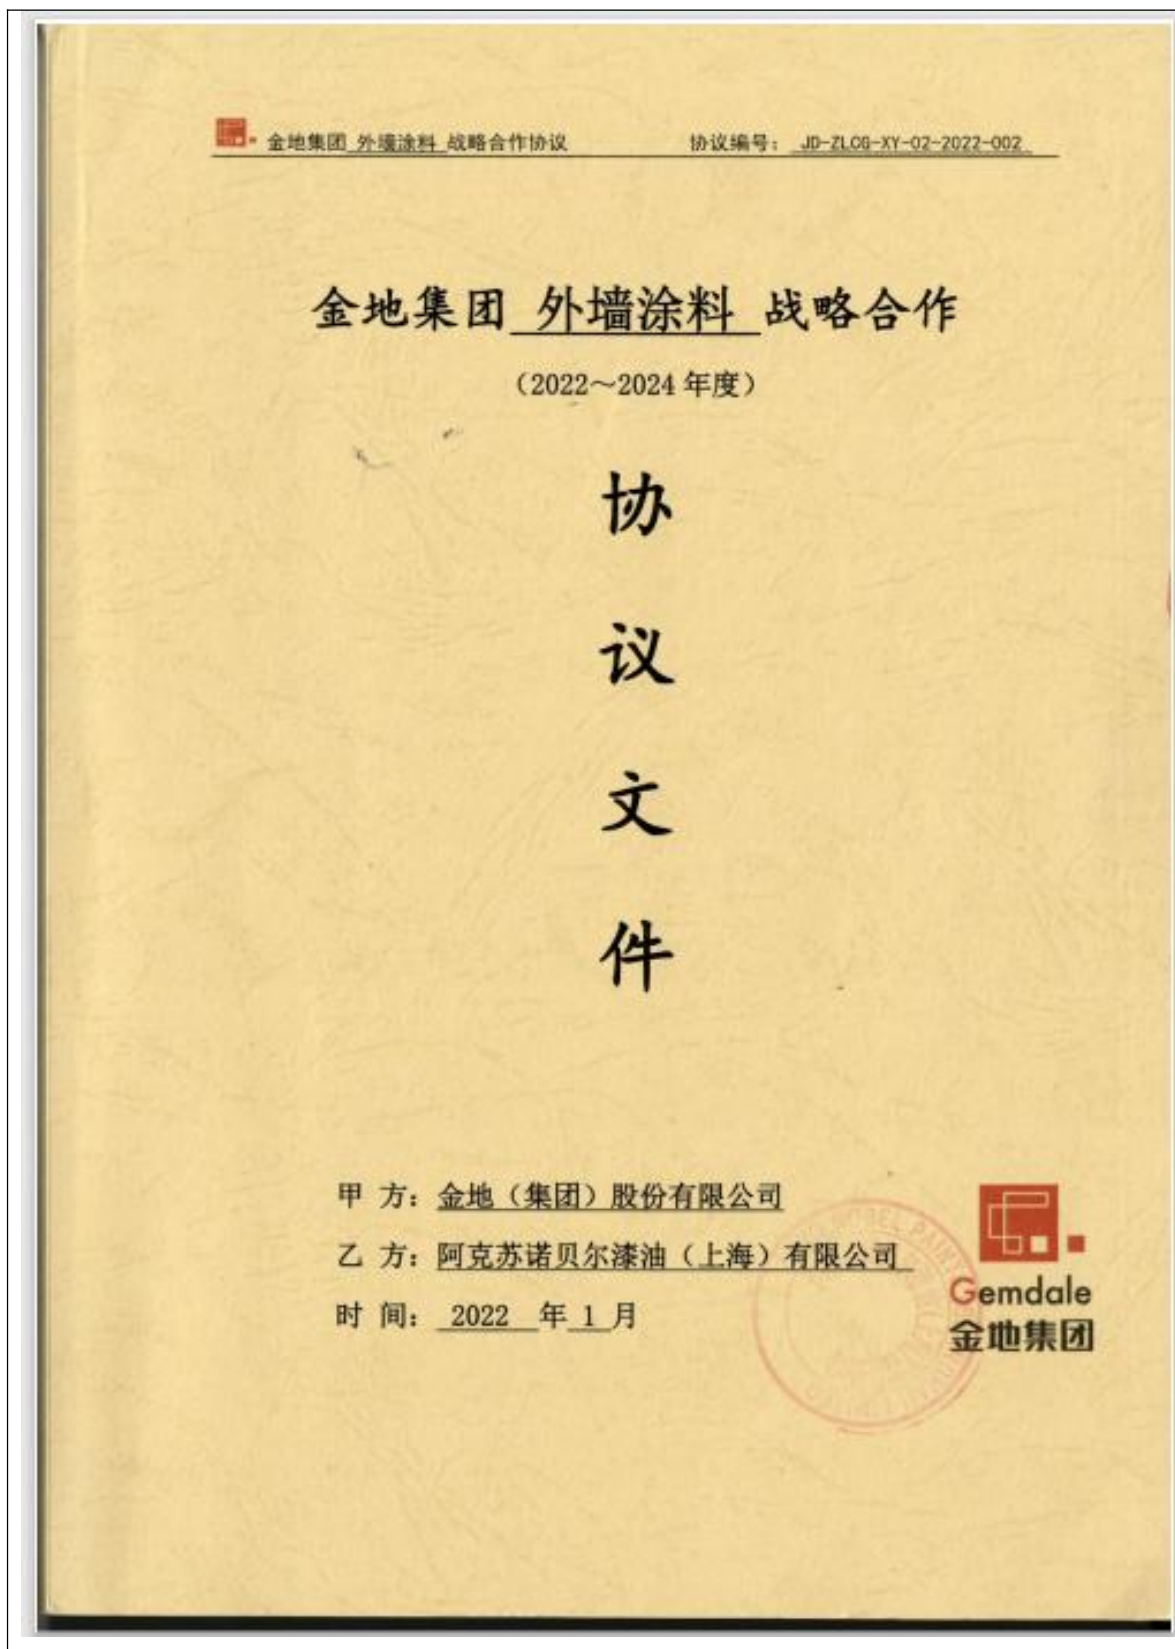 金地集团 外墙涂料 战略合作协议 协议编号： JD-ZLCG-XY-02-2022-002
金地集团 外墙涂料 战略合作
（2022～2024 年度）
协
议
文
件
甲 方：金地（集团）股份有限公司
乙 方：阿克苏诺贝尔漆油（上海）有限公司
时 间： 2022 年 1 月
Gemdale
金地集团